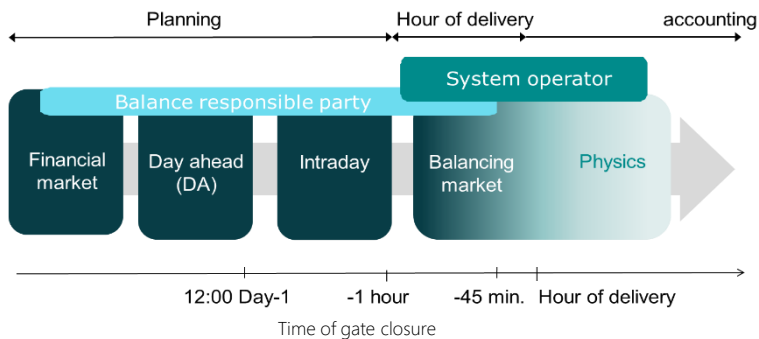 Planning
Hour of delivery
accounting
System operator
Balance responsible party
Financial
market
Day ahead
(DA)
Intraday
Balancing
market
Physics
12:00 Day-1
-1 hour
-45 min.
Hour of delivery
Time of gate closure